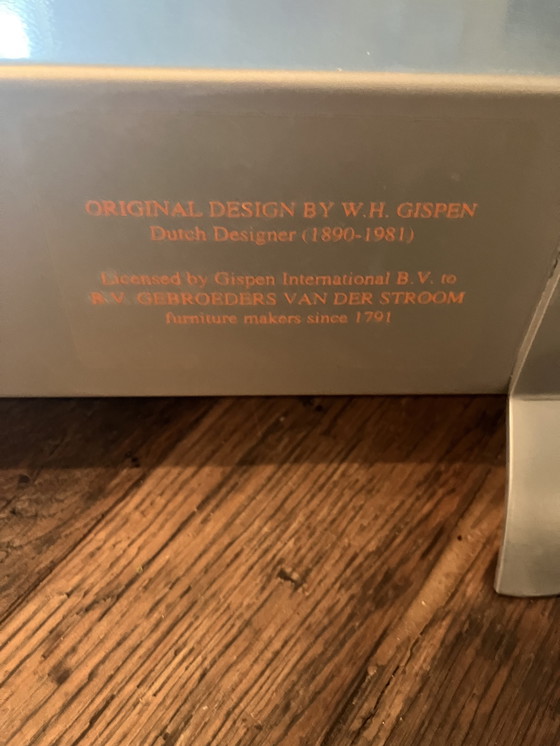 ORIGINAL DESIGN BY W.H. GISPEN
Dutch Designer (1890-1981)
Licensed by Gispen International B.V. to
B.V. GEBROEDERS VAN DER STROOM
furniture makers since 1791